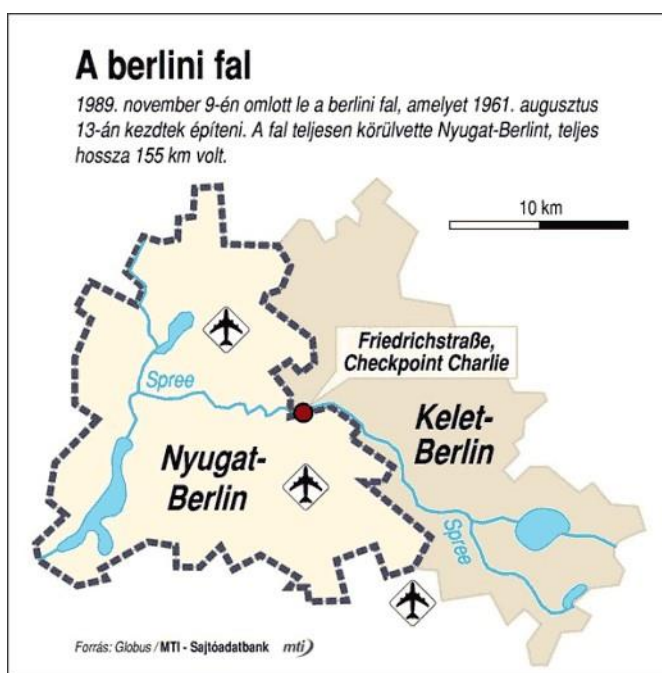 A berlini fal
1989. november 9-én omlott le a berlini fal, amelyet 1961. augusztus
13-án kezdtek építeni. A fal teljesen körülvette Nyugat-Berlint, teljes
hossza 155 km volt.
10 km
Friedrichstraße,
Checkpoint Charlie
Spree
Kelet-
Berlin
Nyugat-
Berlin
Spree
Forrás: Globus / MTI - Sajtóadatbank mti